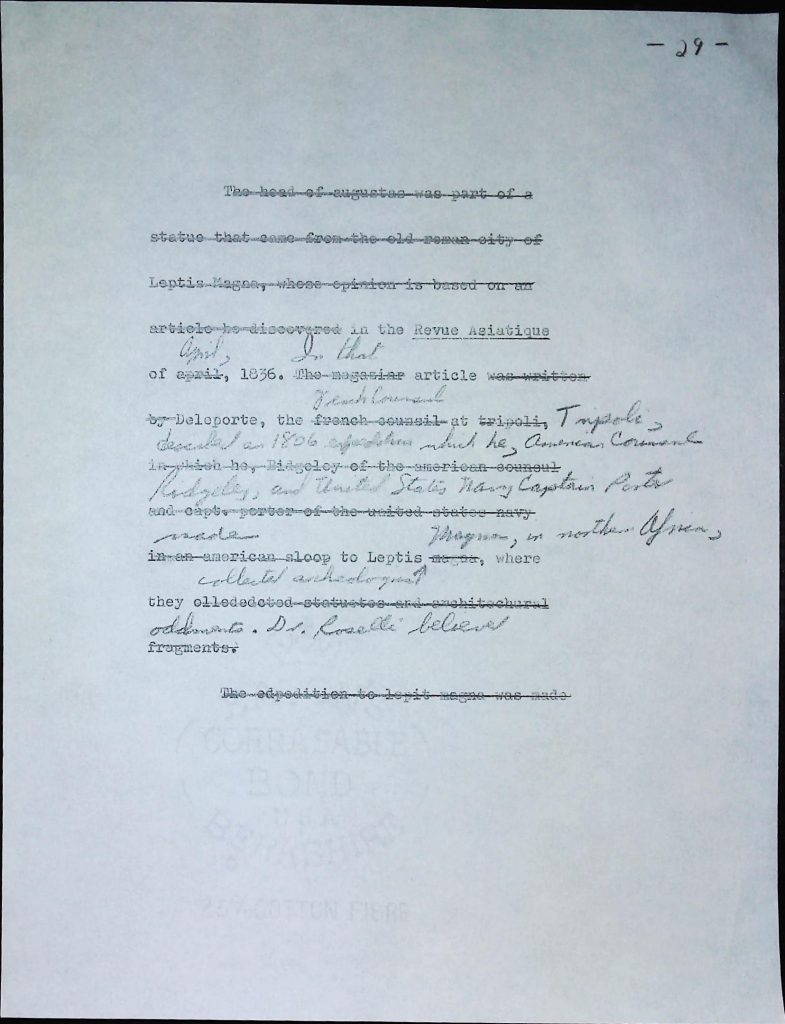 - 29 -
The head of augustas was part of a
statue that came from the old roman city of
Leptis Magna, whose opinion is based on an
article he discovered in the Revue Asiatique
April, In that
of april, 1836. The magaziar article was written
French Counsul
by Deloporte, the french counsil at tripoli, Tripoli,
described an 1806 expedition which he, American Counsul
in which he, Ridgeley of the american counsul
Ridgeley, and United States Navy Captain Porter
and capt. porter of the united states navy
made Magna, in northern Africa,
in an american sloop to Leptis magna, where
collected archeologist
they ollededcted statuetes and architechural
oddments. Dr. Roselli believes
fragments.
The edpedition to lepit magna was made
CORRASABLE
BOND
BERKSHIRE
25% COTTON FIBRE